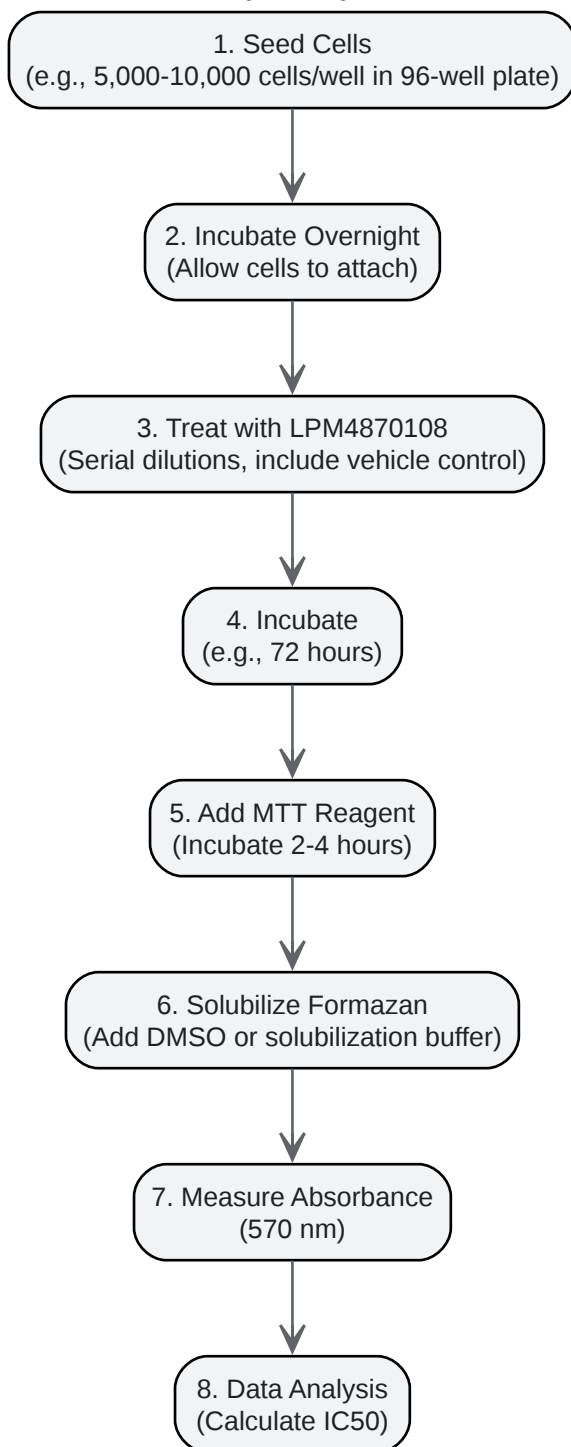 1. Seed Cells
(e.g., 5,000-10,000 cells/well in 96-well plate)
2. Incubate Overnight
(Allow cells to attach)
3. Treat with LPM4870108
(Serial dilutions, include vehicle control)
4. Incubate
(e.g., 72 hours)
5. Add MTT Reagent
(Incubate 2-4 hours)
6. Solubilize Formazan
(Add DMSO or solubilization buffer)
7. Measure Absorbance
(570 nm)
8. Data Analysis
(Calculate IC50)